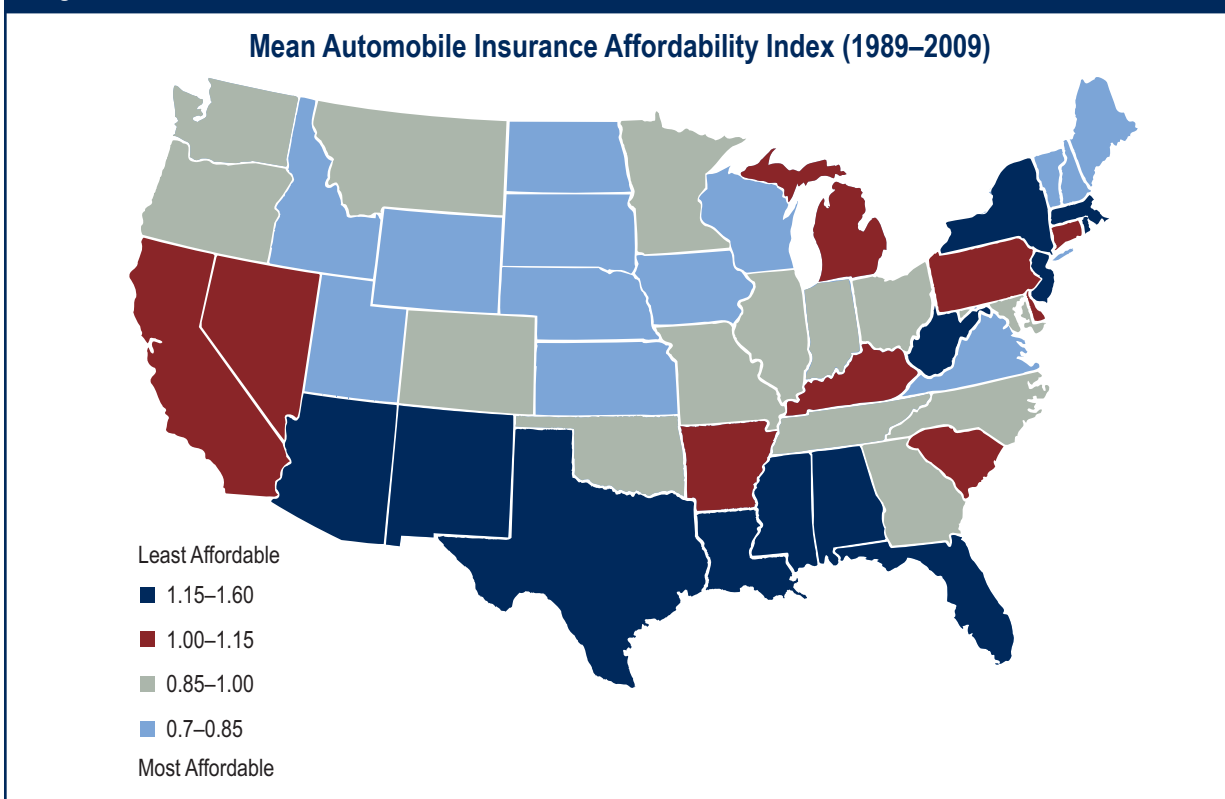 Mean Automobile Insurance Affordability Index (1989–2009)
Least Affordable
1.15–1.60
1.00–1.15
0.85–1.00
0.7–0.85
Most Affordable